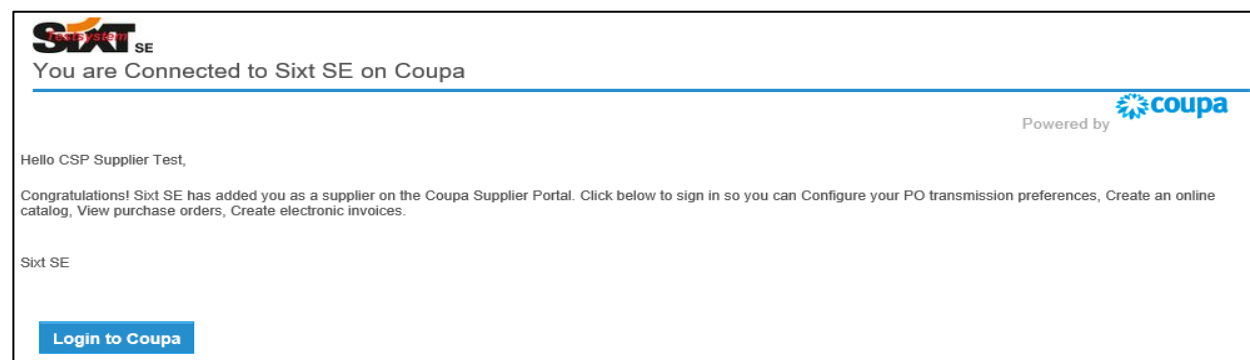 SIXT SE
Testsystem
You are Connected to Sixt SE on Coupa
Powered by coupa
Hello CSP Supplier Test,
Congratulations! Sixt SE has added you as a supplier on the Coupa Supplier Portal. Click below to sign in so you can Configure your PO transmission preferences, Create an online
catalog, View purchase orders, Create electronic invoices.
Sixt SE
Login to Coupa